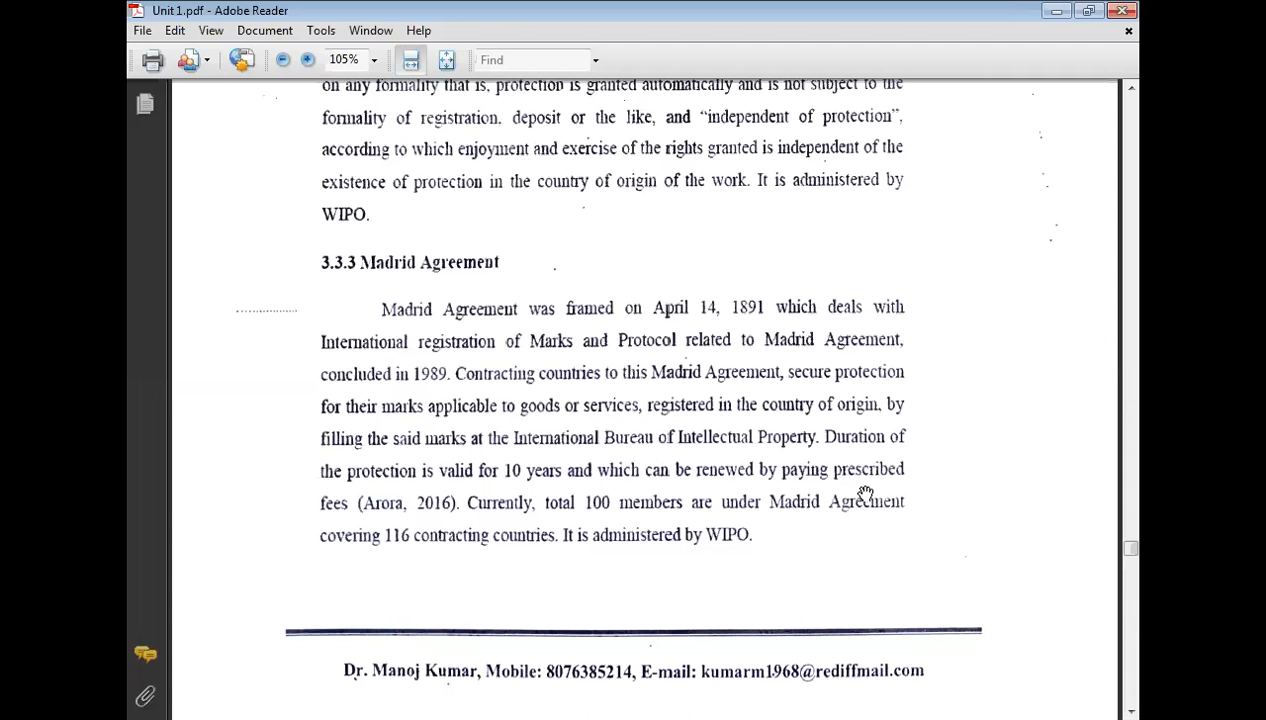 Unit 1.pdf - Adobe Reader
File Edit View Document Tools Window Help
105% Find
on any formality that is, protection is granted automatically and is not subject to the
formality of registration, deposit or the like, and “independent of protection”,
according to which enjoyment and exercise of the rights granted is independent of the
existence of protection in the country of origin of the work. It is administered by
WIPO.
3.3.3 Madrid Agreement
Madrid Agreement was framed on April 14, 1891 which deals with
International registration of Marks and Protocol related to Madrid Agreement,
concluded in 1989. Contracting countries to this Madrid Agreement, secure protection
for their marks applicable to goods or services, registered in the country of origin, by
filling the said marks at the International Bureau of Intellectual Property. Duration of
the protection is valid for 10 years and which can be renewed by paying prescribed
fees (Arora, 2016). Currently, total 100 members are under Madrid Agreement
covering 116 contracting countries. It is administered by WIPO.
Dr. Manoj Kumar, Mobile: 8076385214, E-mail: kumarm1968@rediffmail.com